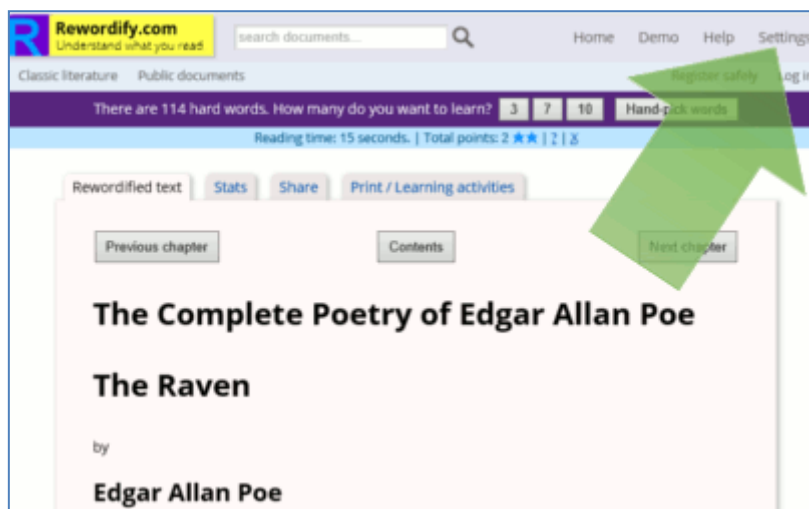 Rewordify.com
Understand what you read
search documents...
Home Demo Help Settings
Classic literature Public documents Register safely Log in
There are 114 hard words. How many do you want to learn? 3 7 10 Hand-pick words
Reading time: 15 seconds. | Total points: 2 ★★ | ? | X
Rewordified text Stats Share Print / Learning activities
Previous chapter Contents Next chapter
The Complete Poetry of Edgar Allan Poe
The Raven
by
Edgar Allan Poe